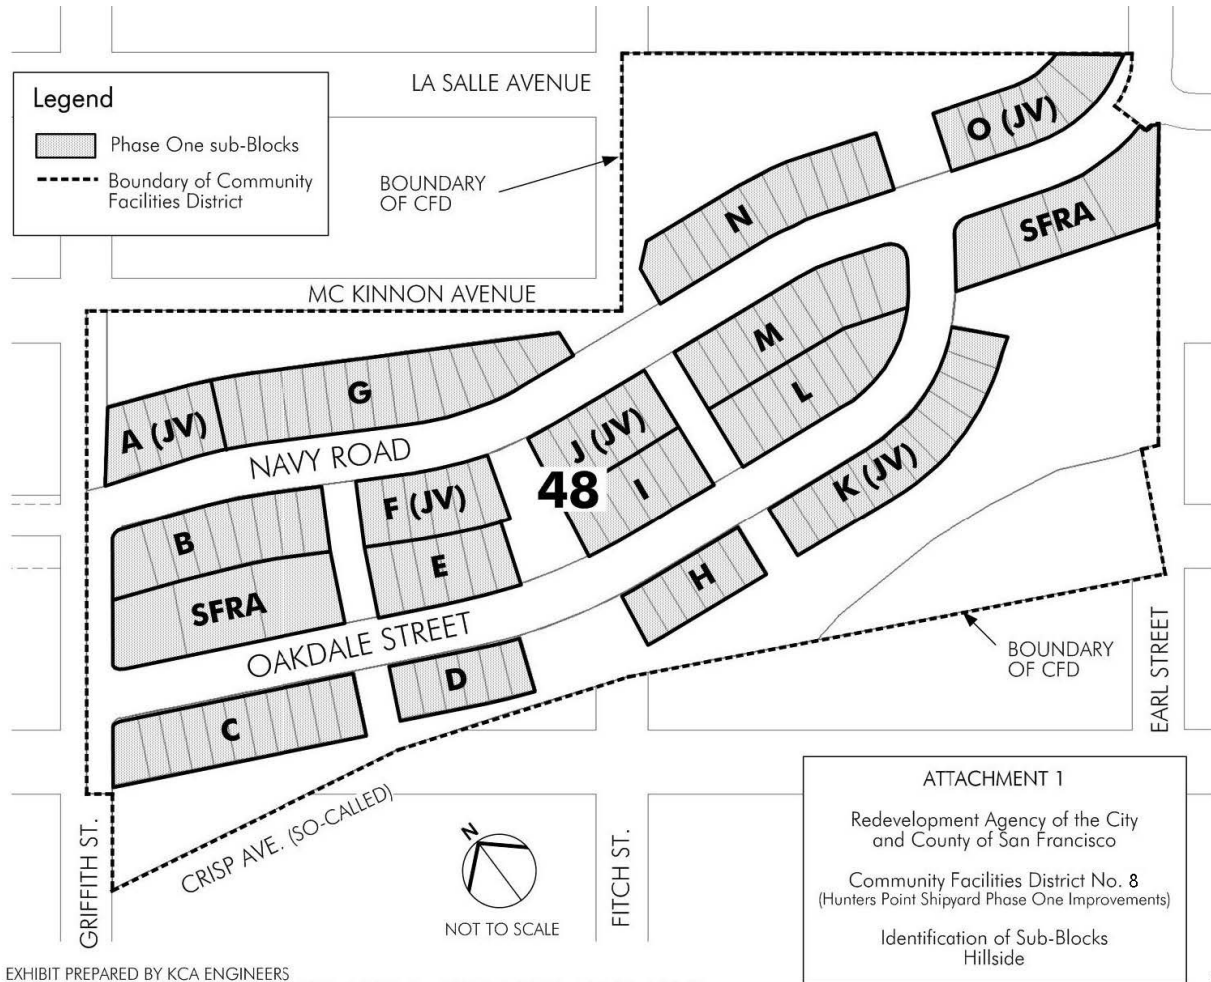 LA SALLE AVENUE
Legend
Phase One sub-Blocks
Boundary of Community
Facilities District
BOUNDARY
OF CFD
O (JV)
N
SFRA
MC KINNON AVENUE
M
G
L
A (JV)
J (JV)
NAVY ROAD
K (JV)
48
I
F (JV)
B
E
H
SFRA
OAKDALE STREET
BOUNDARY
OF CFD
D
C
EARL STREET
CRISP AVE. (SO-CALLED)
N
NOT TO SCALE
GRIFFITH ST.
FITCH ST.
ATTACHMENT 1
Redevelopment Agency of the City
and County of San Francisco
Community Facilities District No. 8
(Hunters Point Shipyard Phase One Improvements)
Identification of Sub-Blocks
Hillside
EXHIBIT PREPARED BY KCA ENGINEERS